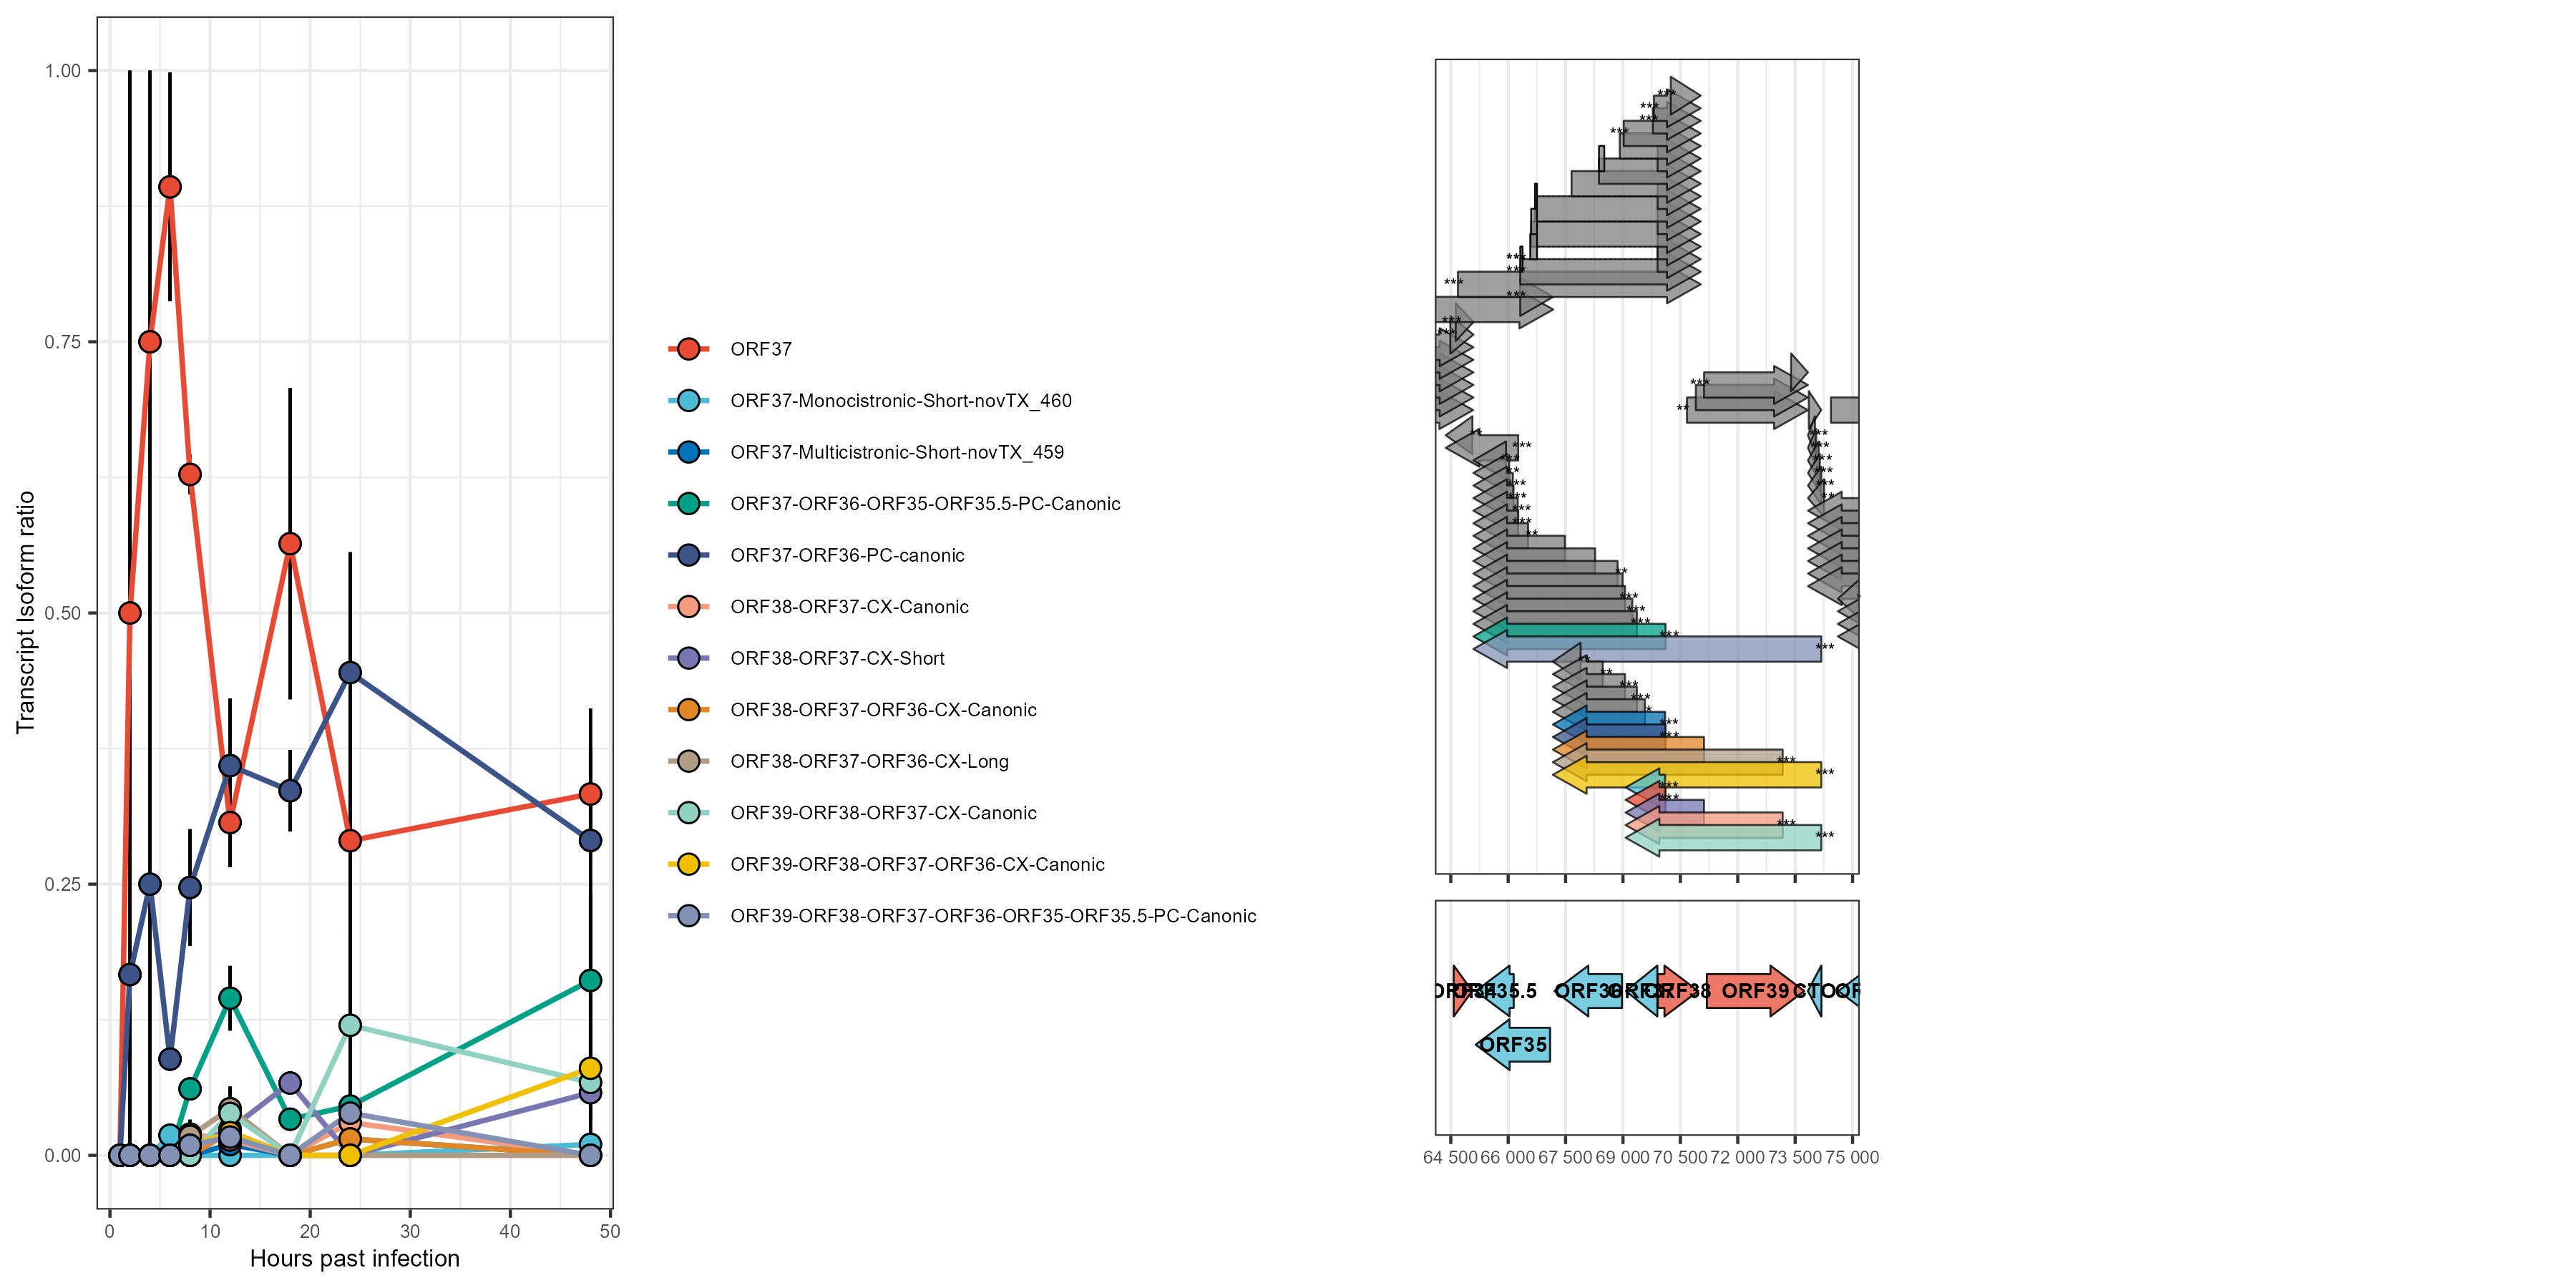 1.00
0.75
0.50
0.25
0.00
Transcript Isoform ratio
0 10 20 30 40 50
Hours past infection
ORF37
ORF37-Monocistronic-Short-novTX_460
ORF37-Multicistronic-Short-novTX_459
ORF37-ORF36-ORF35-ORF35.5-PC-Canonic
ORF37-ORF36-PC-canonic
ORF38-ORF37-CX-Canonic
ORF38-ORF37-CX-Short
ORF38-ORF37-ORF36-CX-Canonic
ORF38-ORF37-ORF36-CX-Long
ORF39-ORF38-ORF37-CX-Canonic
ORF39-ORF38-ORF37-ORF36-CX-Canonic
ORF39-ORF38-ORF37-ORF36-ORF35-ORF35.5-PC-Canonic
ORF39
ORF35
64 500 66 000 67 500 69 000 70 500 72 000 73 500 75 000